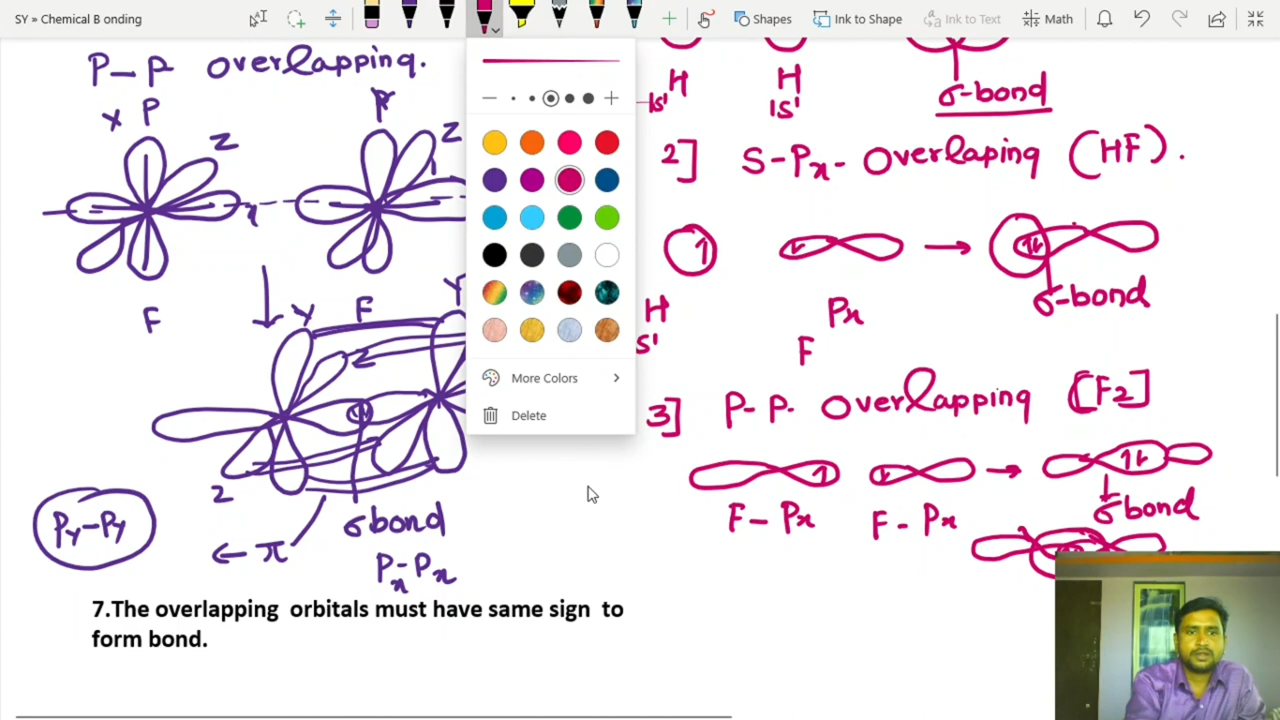 SY » Chemical B onding
Shapes
Ink to Shape
Ink to Text
Math
P-P overlapping.
X P
P
Z
Z
x
F
F
Y
Y
Z
Z
σ bond
Px-Px
← π
Py-Py
7.The overlapping orbitals must have same sign to
form bond.
More Colors
Delete
H
1s'
H
1s'
σ-bond
2] S-Px- Overlaping (HF).
H
s'
Px
F
σ-bond
3] P-P. Overlapping [F2]
F-Px
F-Px
σ bond